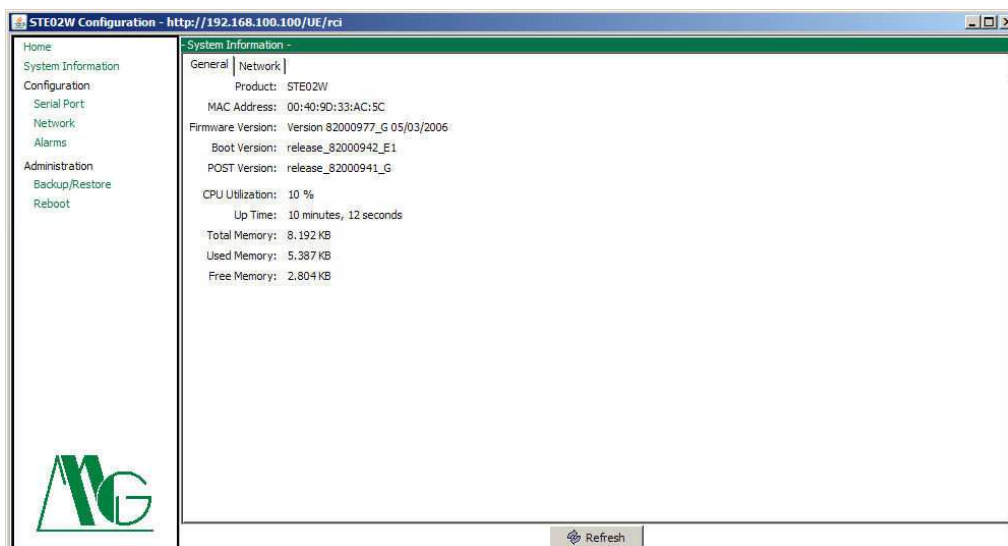 STE02W Configuration - http://192.168.100.100/UE/rci
Home
System Information
Configuration
Serial Port
Network
Alarms
Administration
Backup/Restore
Reboot
- System Information -
General Network
Product: STE02W
MAC Address: 00:40:9D:33:AC:5C
Firmware Version: Version 82000977_G 05/03/2006
Boot Version: release_82000942_E1
POST Version: release_82000941_G
CPU Utilization: 10 %
Up Time: 10 minutes, 12 seconds
Total Memory: 8.192 KB
Used Memory: 5.387 KB
Free Memory: 2.804 KB
Refresh